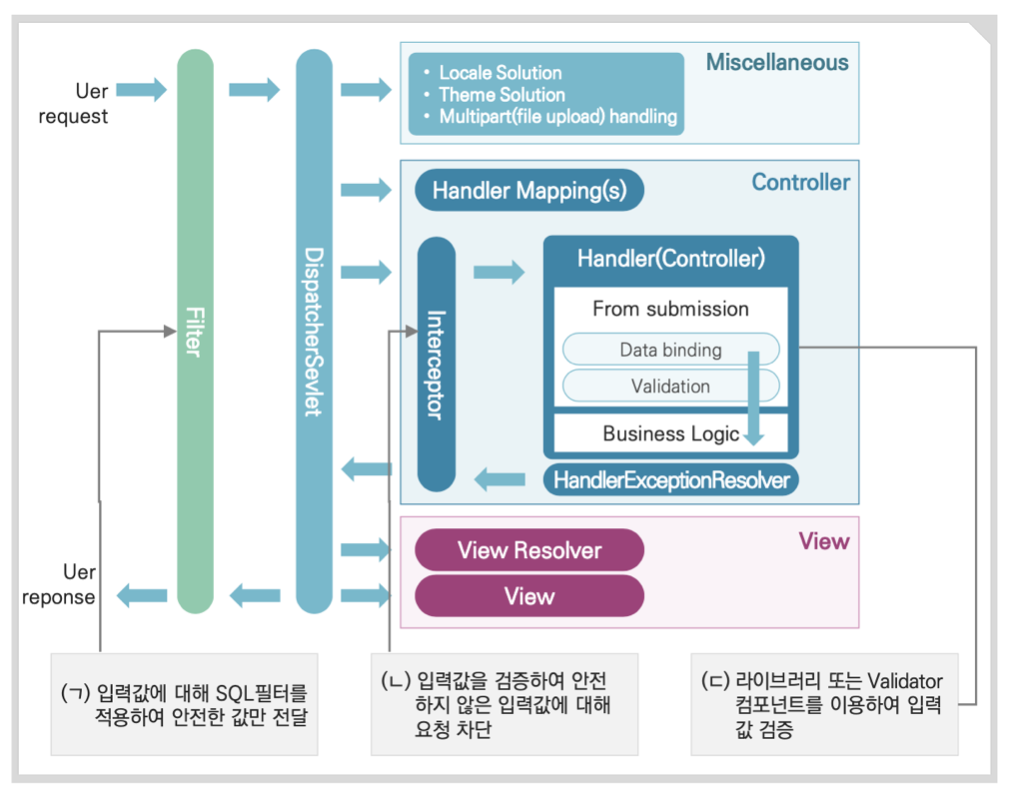 Uer
request
Filter
DispatcherSevlet
• Locale Solution
• Theme Solution
• Multipart(file upload) handling
Miscellaneous
Handler Mapping(s)
Controller
Interceptor
Handler(Controller)
From submission
Data binding
Validation
Business Logic
HandlerExceptionResolver
View Resolver
View
View
Uer
reponse
(ㄱ) 입력값에 대해 SQL필터를
적용하여 안전한 값만 전달
(ㄴ) 입력값을 검증하여 안전
하지 않은 입력값에 대해
요청 차단
(ㄷ) 라이브러리 또는 Validator
컴포넌트를 이용하여 입력
값 검증